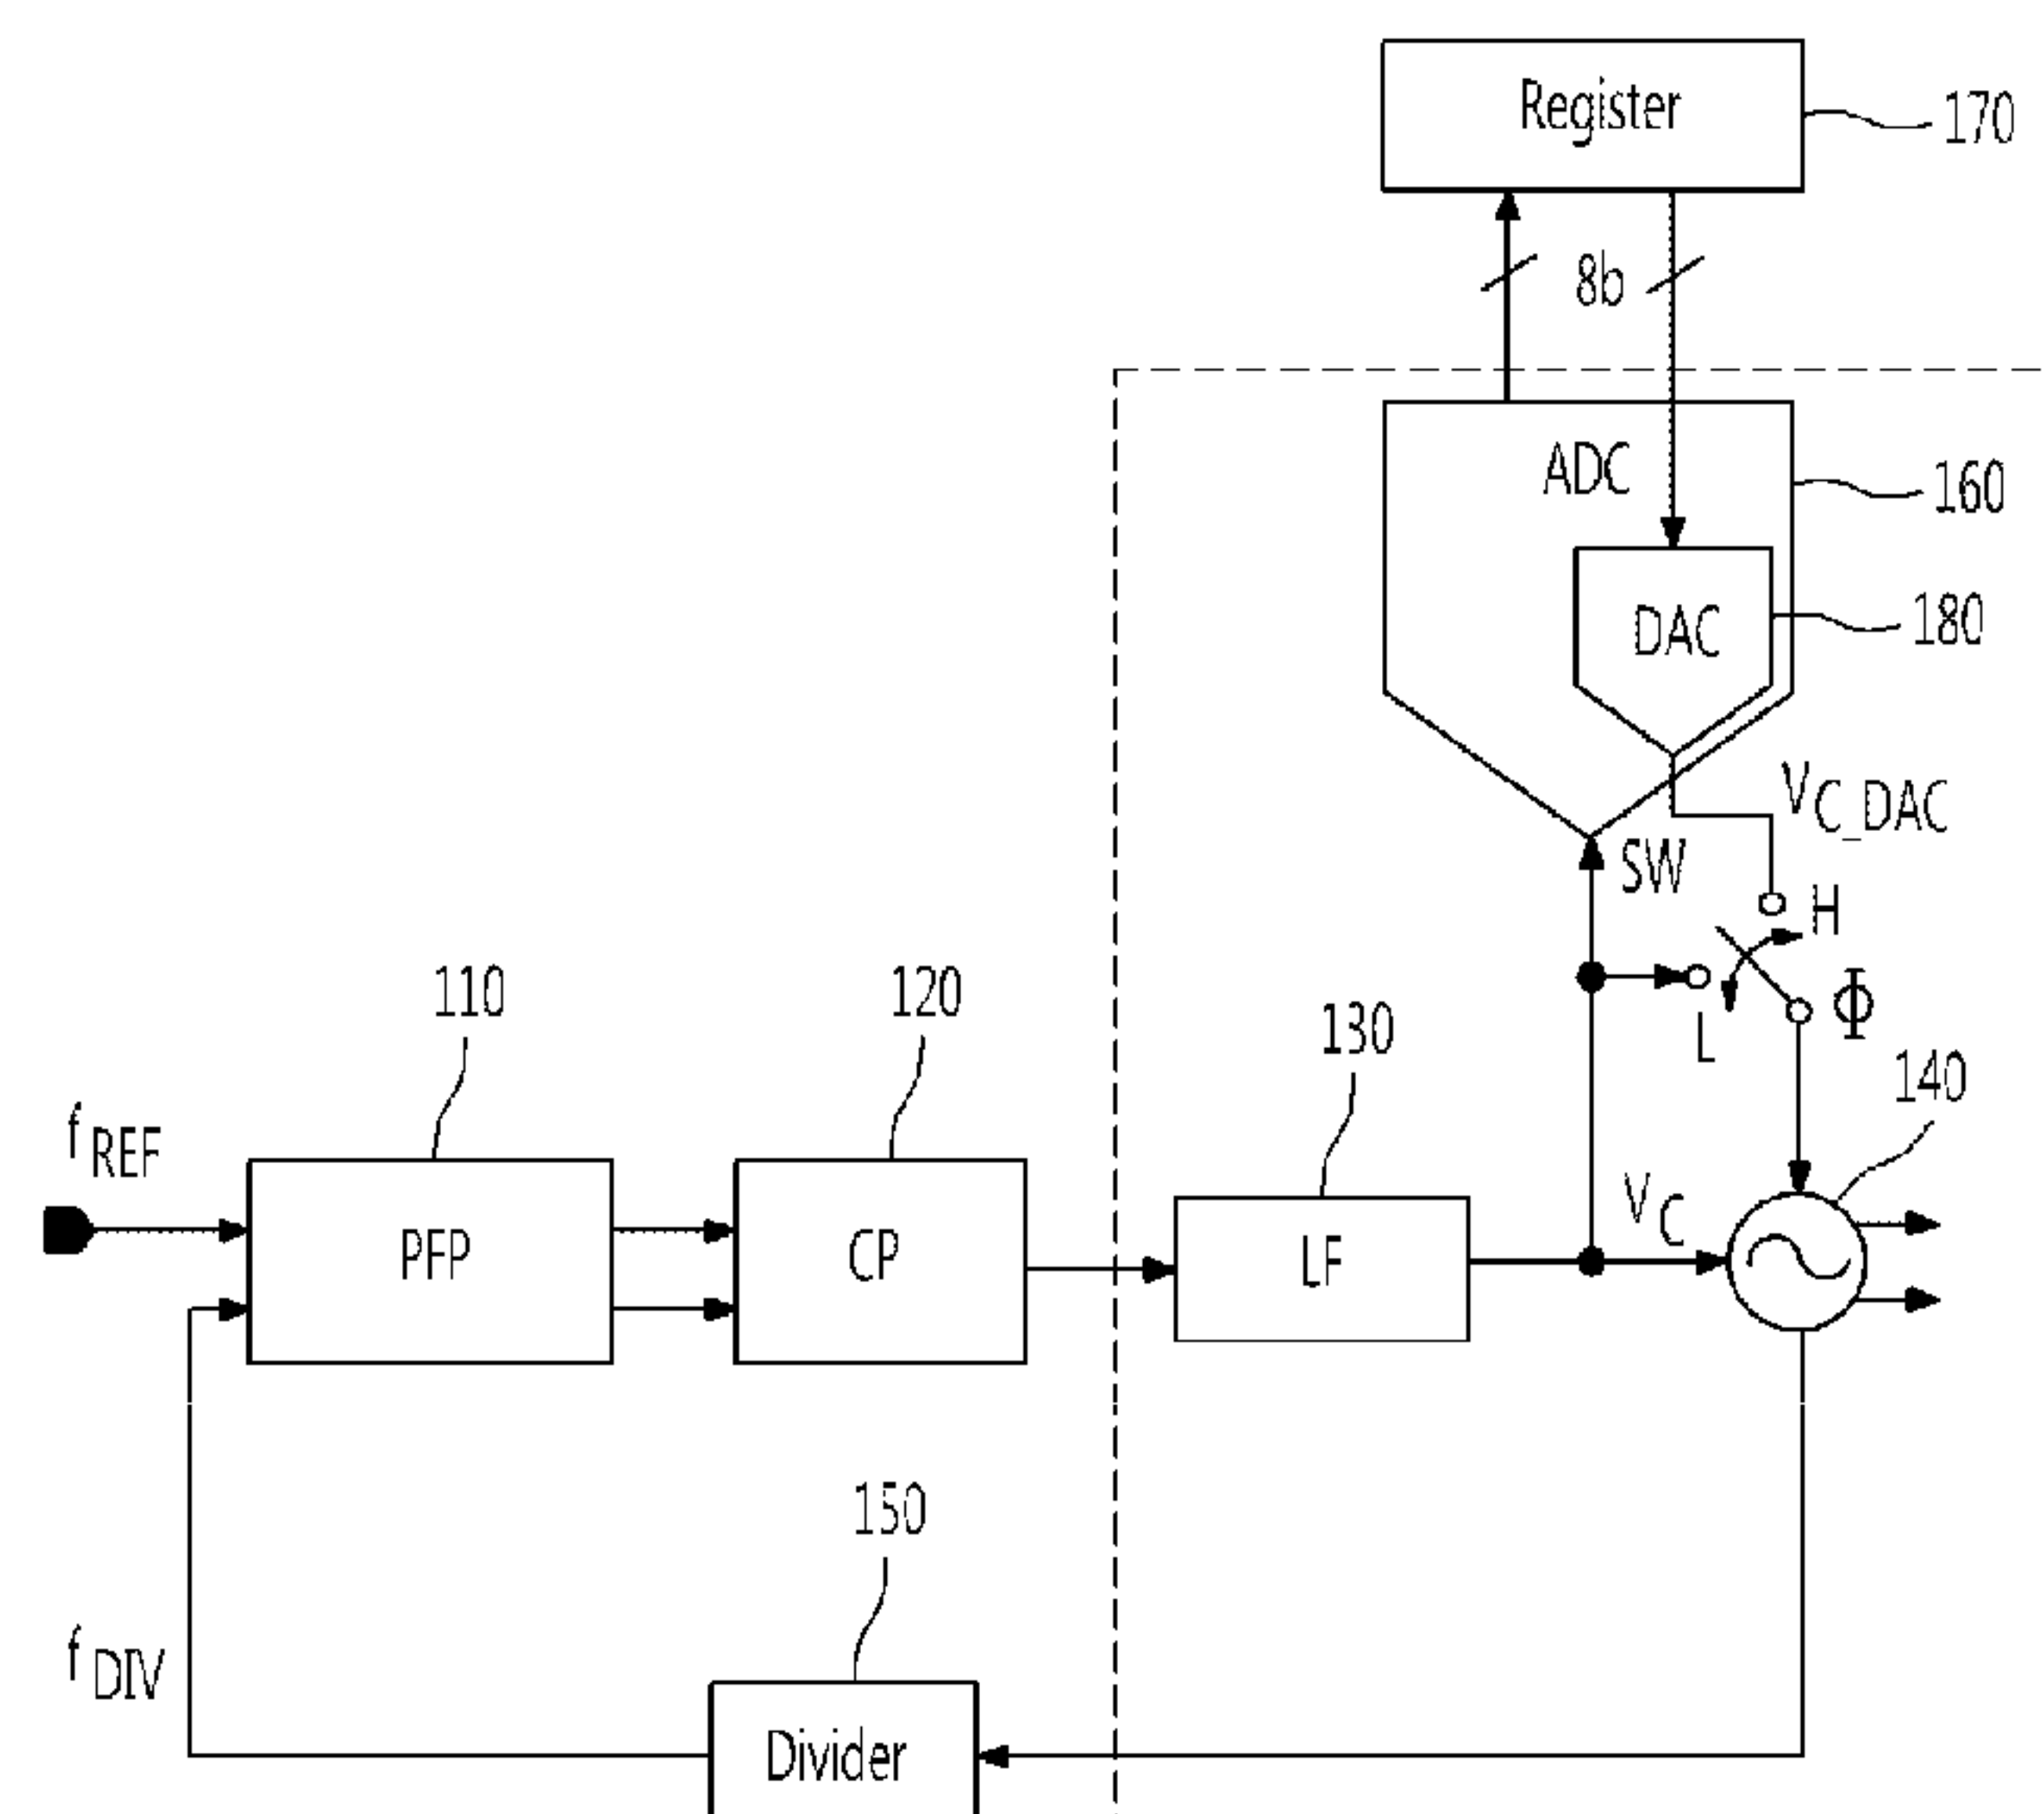 Register
170
8b
ADC
160
DAC
180
VC_DAC
SW
H
L
Φ
110
120
130
140
fREF
PFP
CP
LF
VC
150
fDIV
Divider